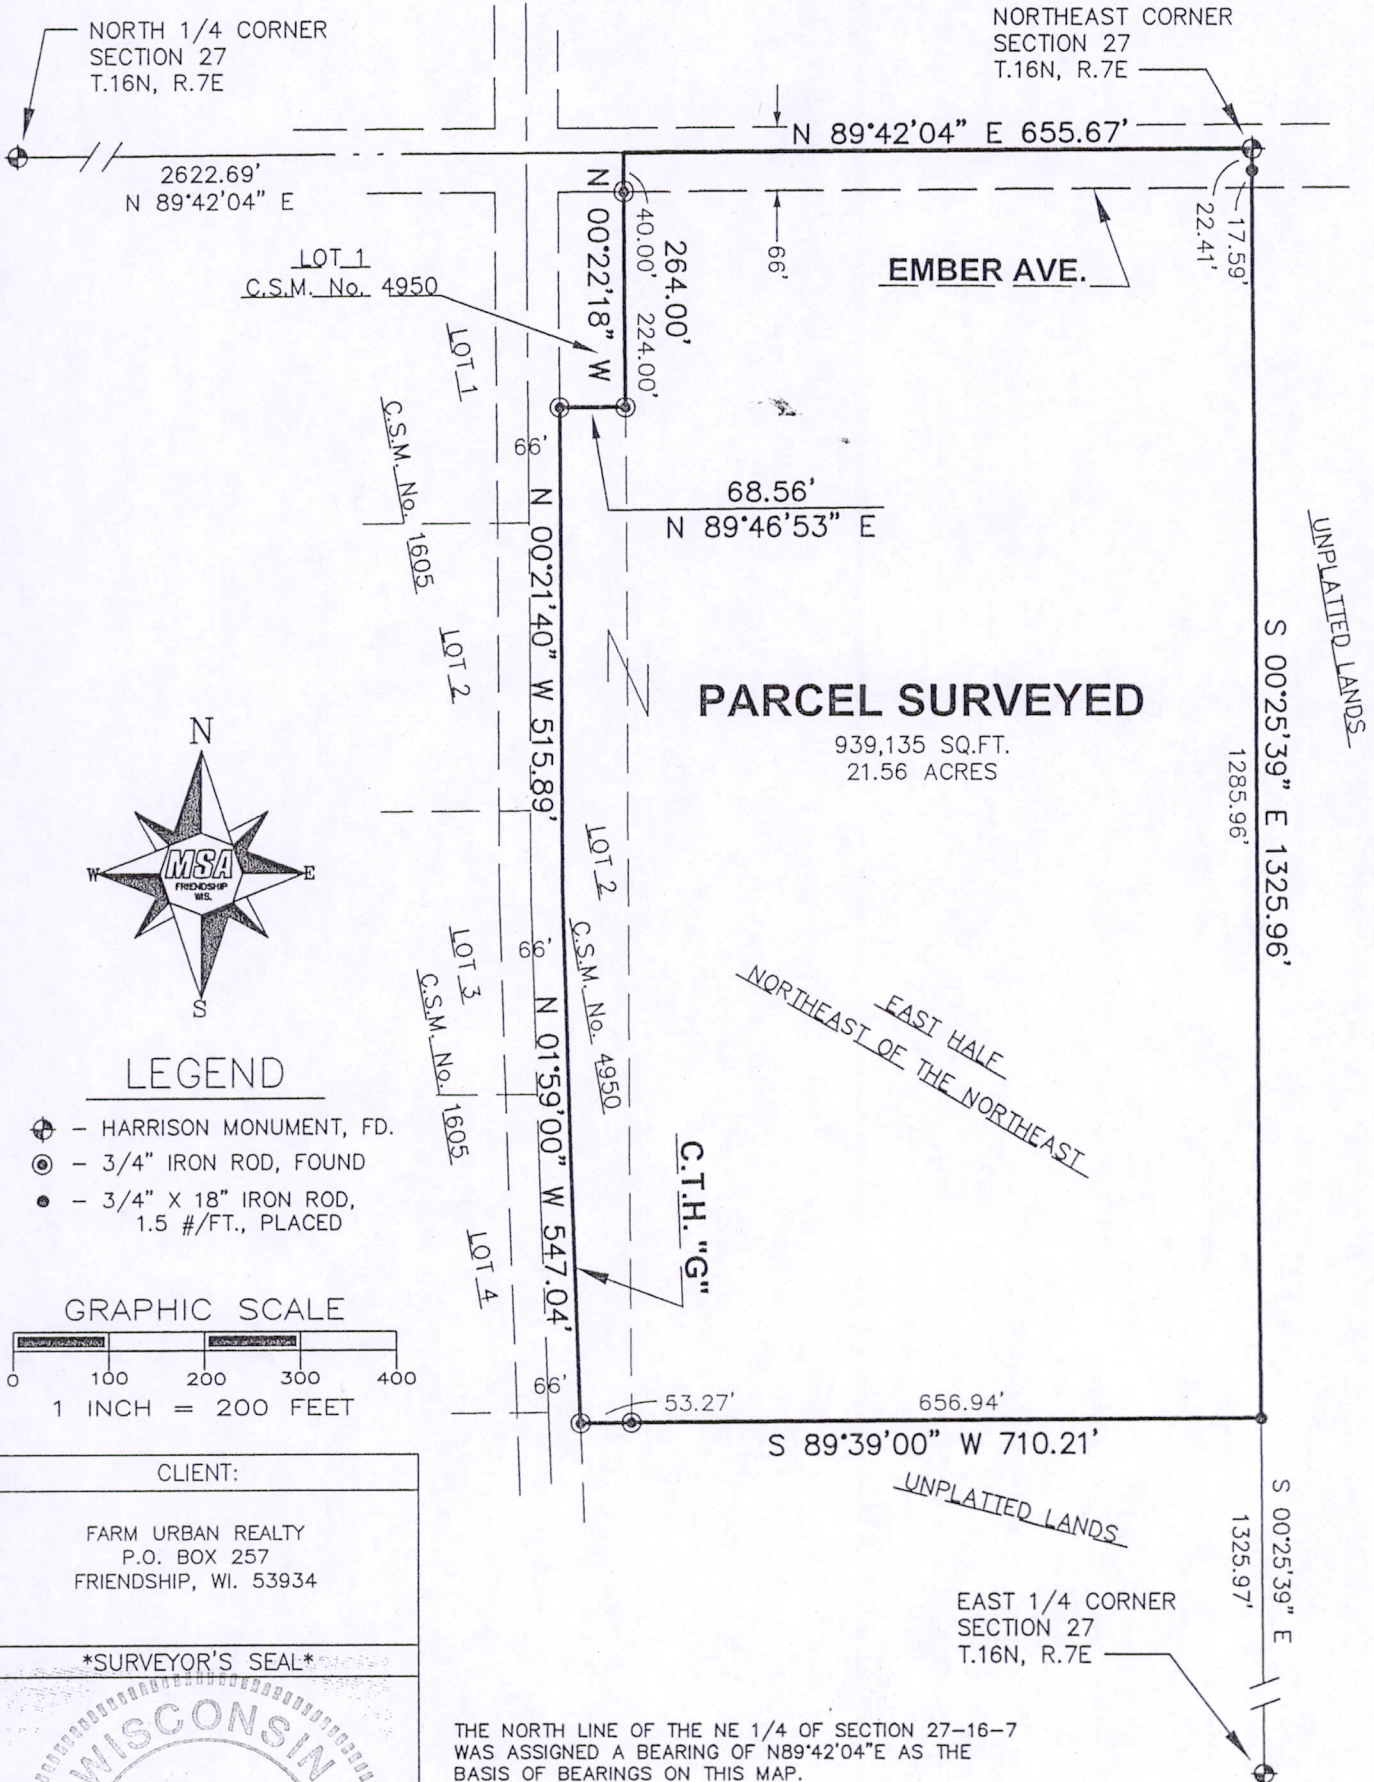 NORTH 1/4 CORNER
SECTION 27
T.16N, R.7E
NORTHEAST CORNER
SECTION 27
T.16N, R.7E
N 89°42'04" E 655.67'
2622.69'
N 89°42'04" E
N 00°22'18" W
264.00'
40.00'
224.00'
66'
17.59'
22.41'
EMBER AVE.
LOT 1
C.S.M. No. 4950
LOT 1
C.S.M. No. 1605
66'
68.56'
N 89°46'53" E
N 00°21'40" W 515.89'
LOT 2
UNPLATTED LANDS
S 00°25'39" E 1325.96'
1285.96'
PARCEL SURVEYED
939,135 SQ.FT.
21.56 ACRES
N
W
E
S
MSA
FRIENDSHIP
WIS.
LOT 2
C.S.M. No. 4950
LOT 3
C.S.M. No. 1605
66'
N 01°59'00" W 547.04'
EAST HALF
NORTHEAST OF THE NORTHEAST
C.T.H. "G"
LOT 4
66'
LEGEND
– HARRISON MONUMENT, FD.
– 3/4" IRON ROD, FOUND
– 3/4" X 18" IRON ROD,
1.5 #/FT., PLACED
GRAPHIC SCALE
0 100 200 300 400
1 INCH = 200 FEET
53.27'
656.94'
S 89°39'00" W 710.21'
UNPLATTED LANDS
S 00°25'39" E
1325.97'
CLIENT:
FARM URBAN REALTY
P.O. BOX 257
FRIENDSHIP, WI. 53934
*SURVEYOR'S SEAL*
WISCONSIN
EAST 1/4 CORNER
SECTION 27
T.16N, R.7E
THE NORTH LINE OF THE NE 1/4 OF SECTION 27–16–7
WAS ASSIGNED A BEARING OF N89°42'04"E AS THE
BASIS OF BEARINGS ON THIS MAP.